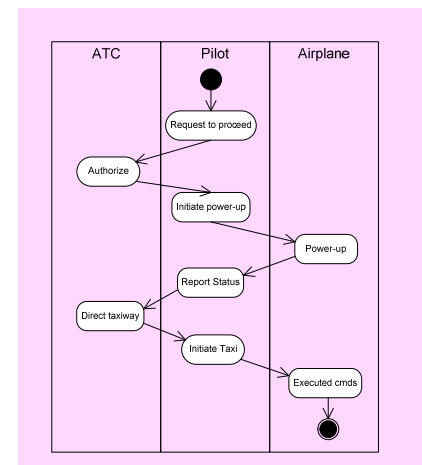 ATC Pilot Airplane
Request to proceed
Authorize
Initiate power-up
Power-up
Report Status
Direct taxiway
Initiate Taxi
Executed cmds